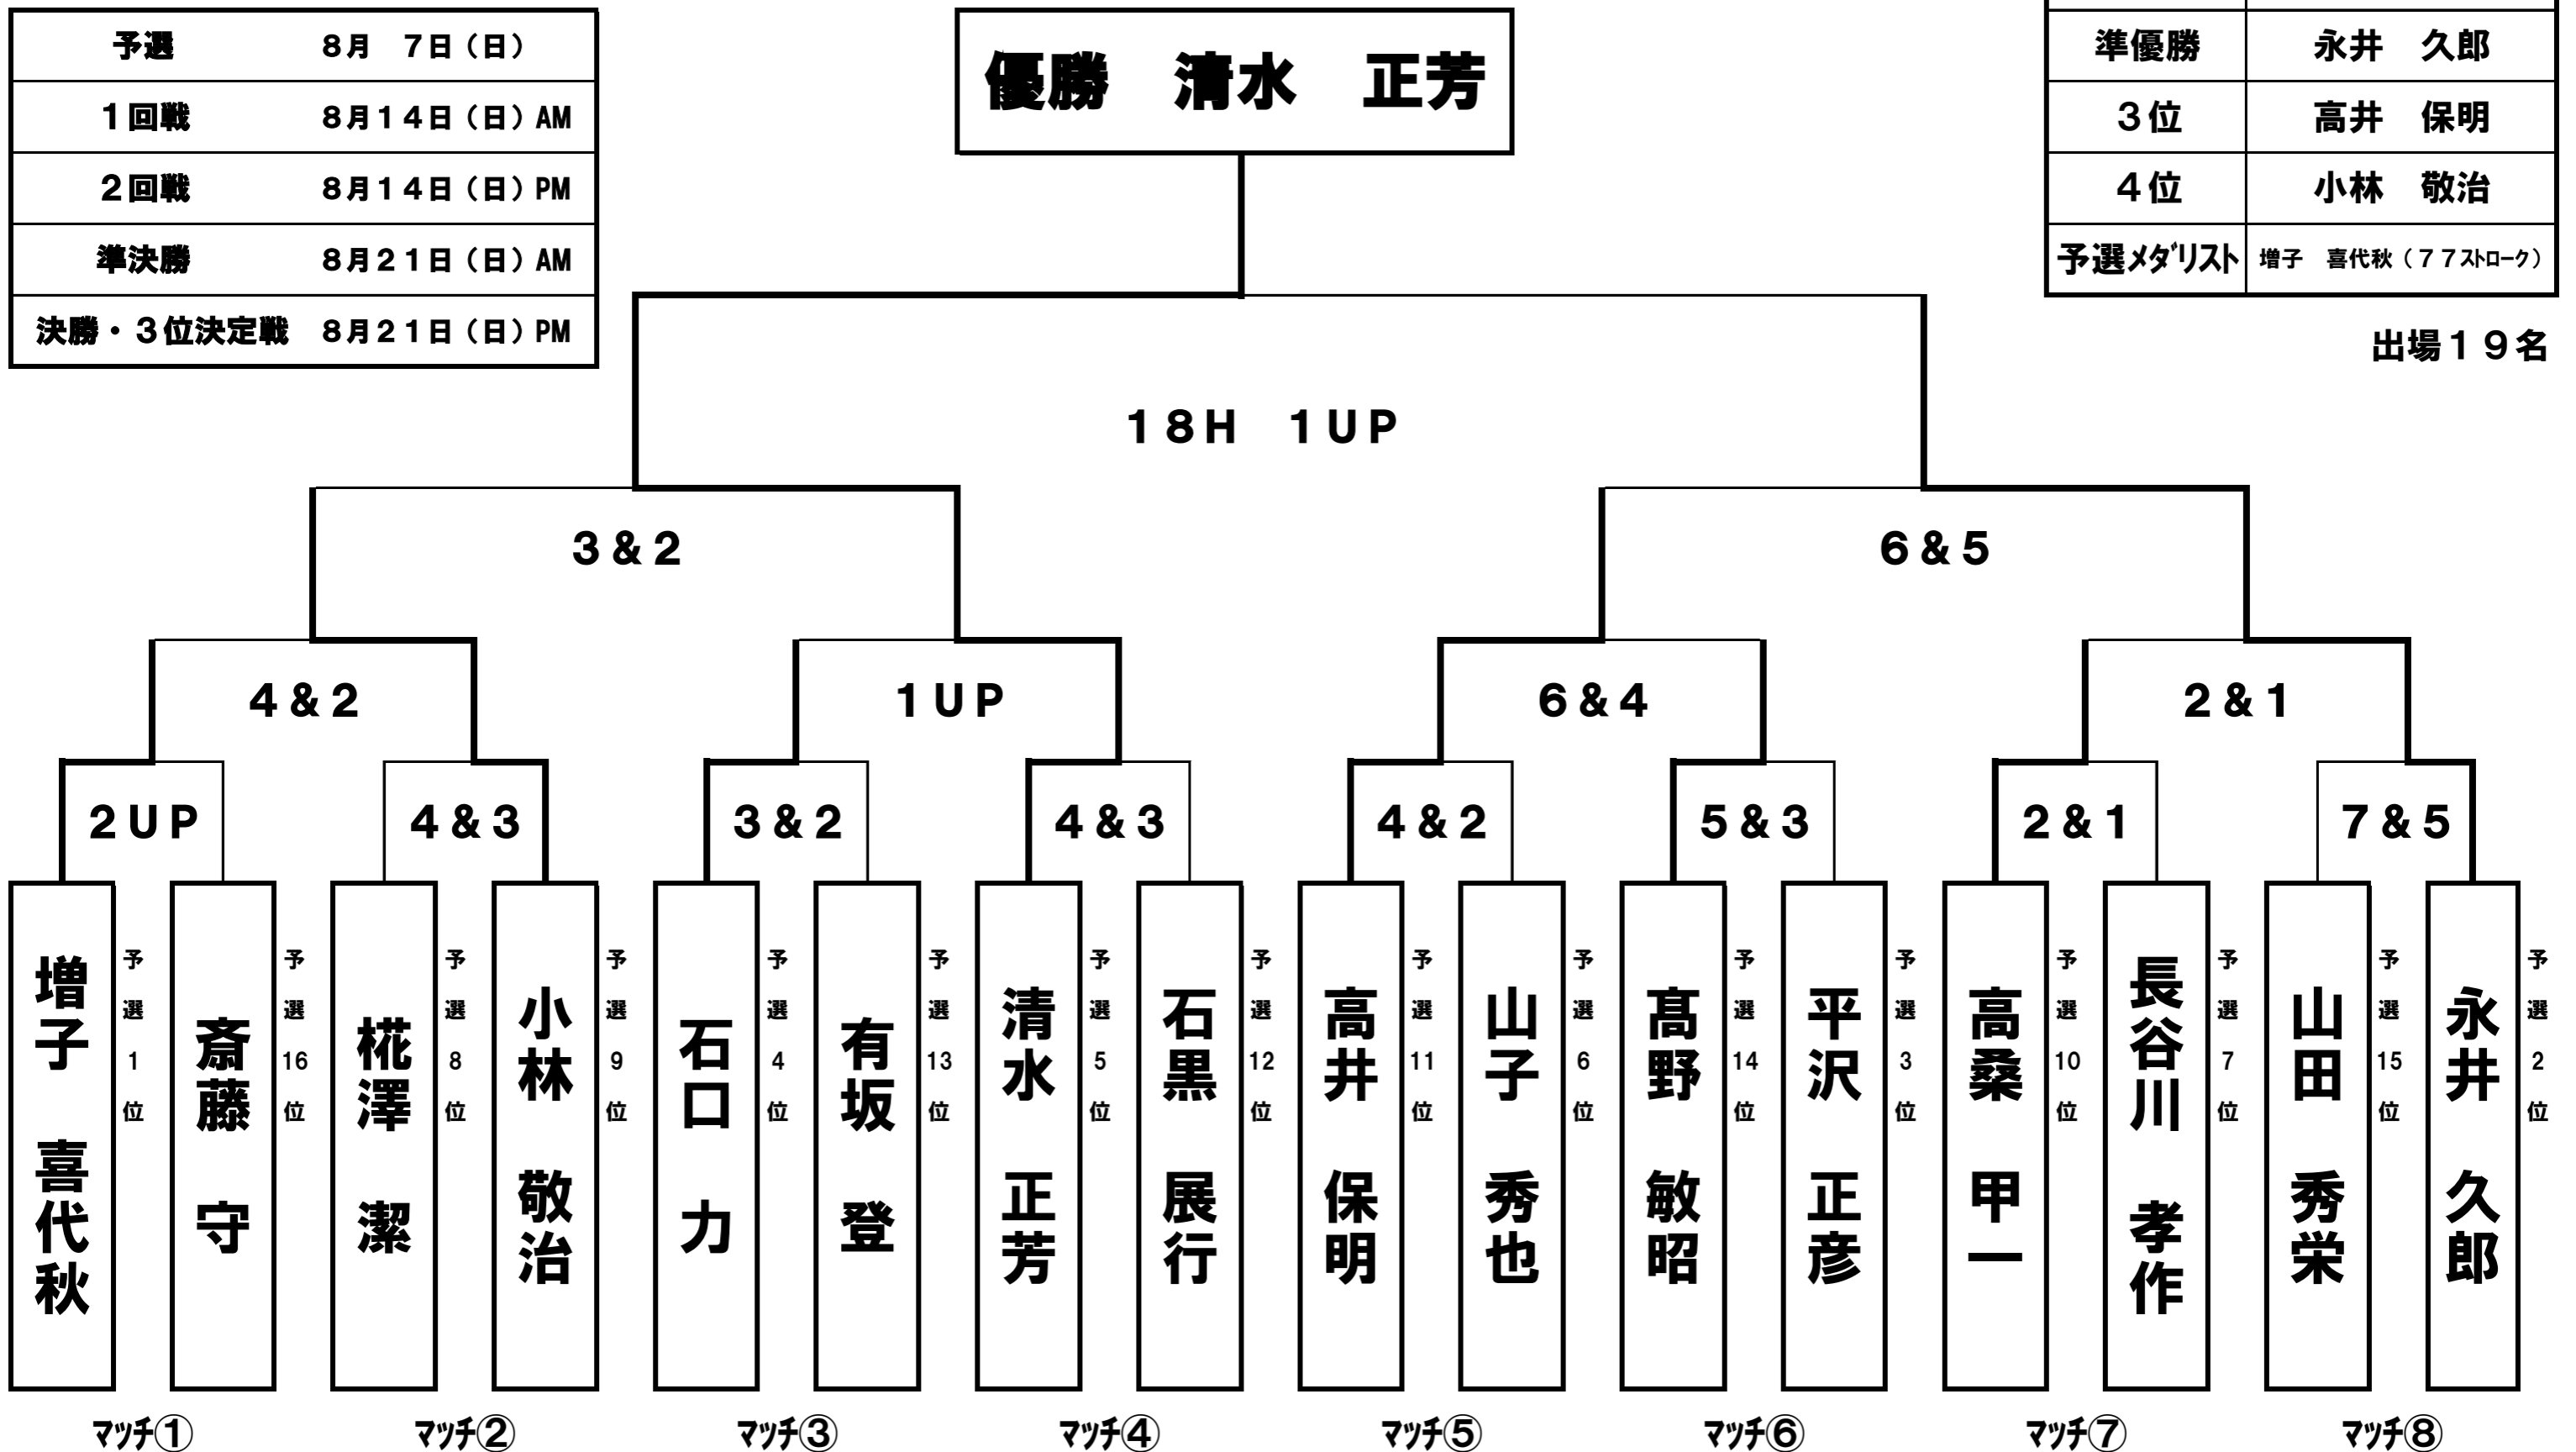 予選　8月　7日（日）
1回戦　8月14日（日）AM
2回戦　8月14日（日）PM
準決勝　8月21日（日）AM
決勝・3位決定戦　8月21日（日）PM
優勝　清水　正芳
準優勝　永井　久郎
3位　高井　保明
4位　小林　敬治
予選ﾒﾀﾞﾘｽﾄ　増子　喜代秋（77ｽﾄﾛｰｸ）
出場19名
18H　1UP
3&2　6&5
4&2　1UP　6&4　2&1
2UP　4&3　3&2　4&3　4&2　5&3　2&1　7&5
増子　喜代秋
予選1位
斎藤　守
予選16位
椛澤　潔
予選8位
小林　敬治
予選9位
石口　力
予選4位
有坂　登
予選13位
清水　正芳
予選5位
石黒　展行
予選12位
高井　保明
予選11位
山子　秀也
予選6位
髙野　敏昭
予選14位
平沢　正彦
予選3位
高桑　甲一
予選10位
長谷川　孝作
予選7位
山田　秀栄
予選15位
永井　久郎
予選2位
ﾏｯﾁ①　ﾏｯﾁ②　ﾏｯﾁ③　ﾏｯﾁ④　ﾏｯﾁ⑤　ﾏｯﾁ⑥　ﾏｯﾁ⑦　ﾏｯﾁ⑧